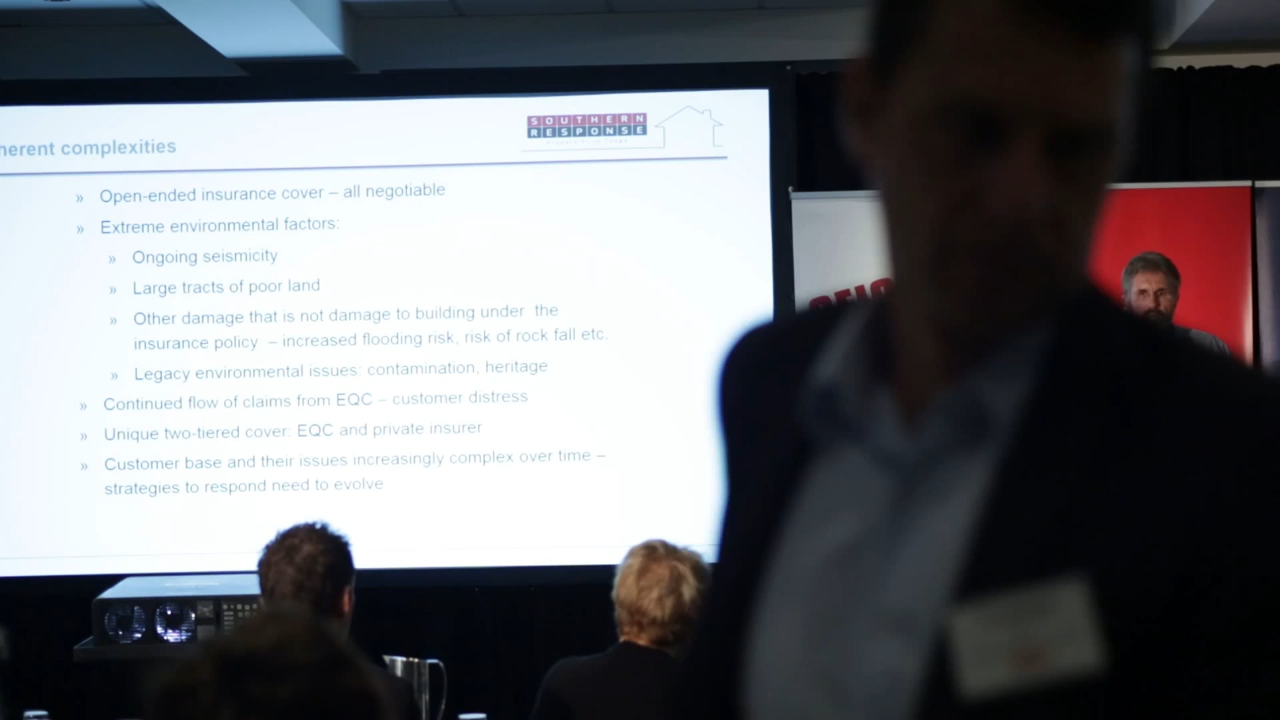 herent complexities
SOUTHERN
RESPONSE
» Open-ended insurance cover – all negotiable
» Extreme environmental factors:
» Ongoing seismicity
» Large tracts of poor land
» Other damage that is not damage to building under the
insurance policy – increased flooding risk, risk of rock fall etc.
» Legacy environmental issues: contamination, heritage
» Continued flow of claims from EQC – customer distress
» Unique two-tiered cover: EQC and private insurer
» Customer base and their issues increasingly complex over time –
strategies to respond need to evolve